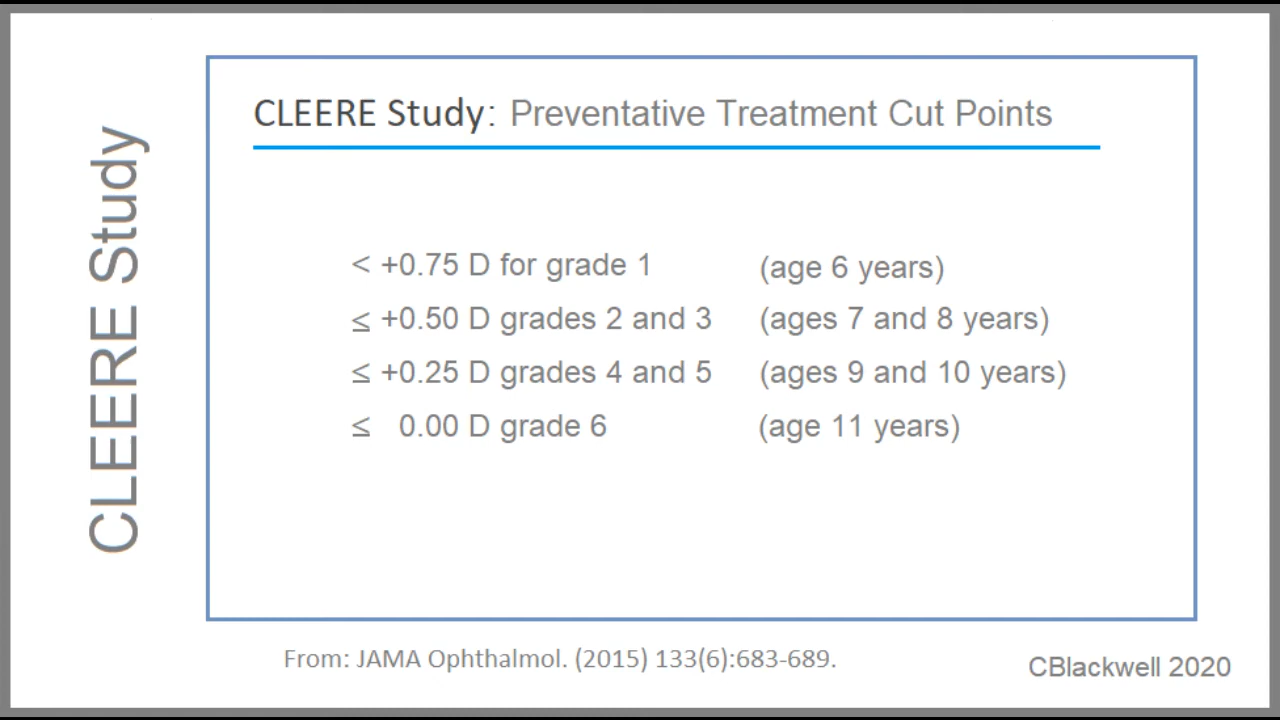 CLEERE Study
CLEERE Study: Preventative Treatment Cut Points
< +0.75 D for grade 1 (age 6 years)
≤ +0.50 D grades 2 and 3 (ages 7 and 8 years)
≤ +0.25 D grades 4 and 5 (ages 9 and 10 years)
≤ 0.00 D grade 6 (age 11 years)
From: JAMA Ophthalmol. (2015) 133(6):683-689.
CBlackwell 2020